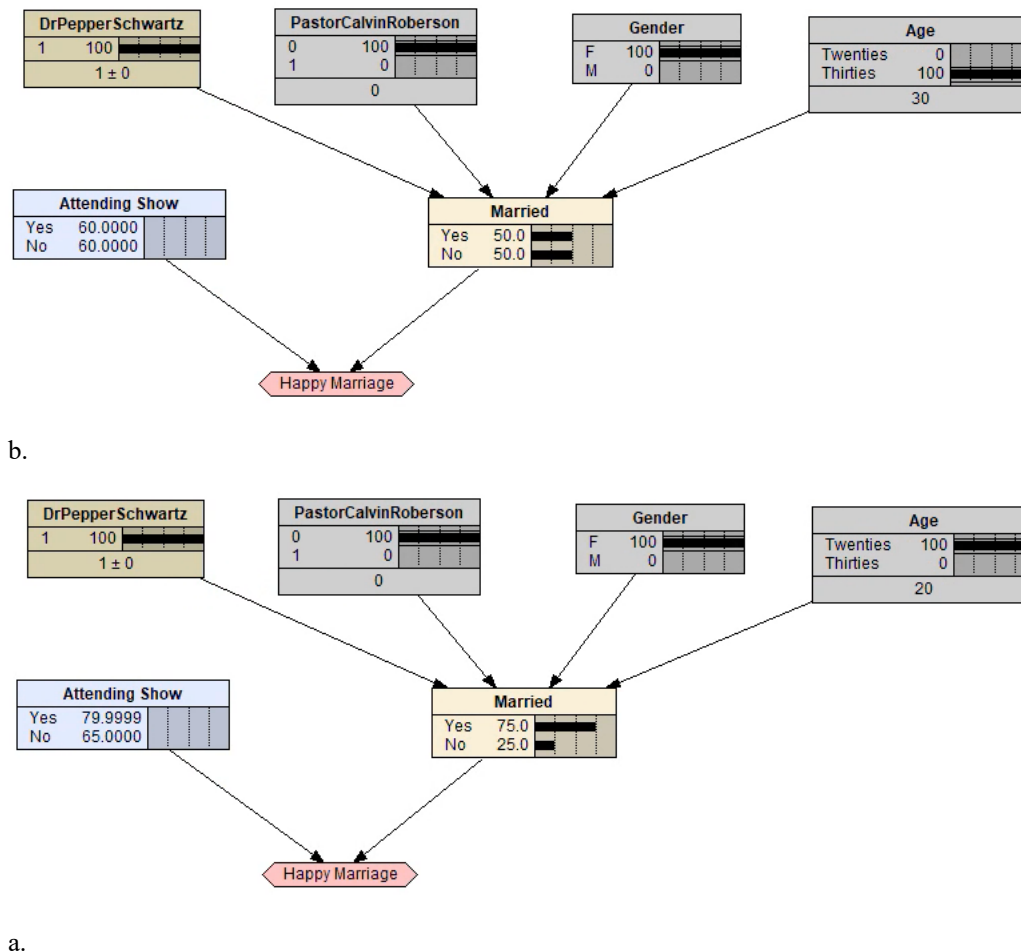 DrPepperSchwartz
1 100
1 ± 0
PastorCalvinRoberson
0 100
1 0
0
Gender
F 100
M 0
Age
Twenties 0
Thirties 100
30
Attending Show
Yes 60.0000
No 60.0000
Married
Yes 50.0
No 50.0
Happy Marriage
b.
DrPepperSchwartz
1 100
1 ± 0
PastorCalvinRoberson
0 100
1 0
0
Gender
F 100
M 0
Age
Twenties 100
Thirties 0
20
Attending Show
Yes 79.9999
No 65.0000
Married
Yes 75.0
No 25.0
Happy Marriage
a.